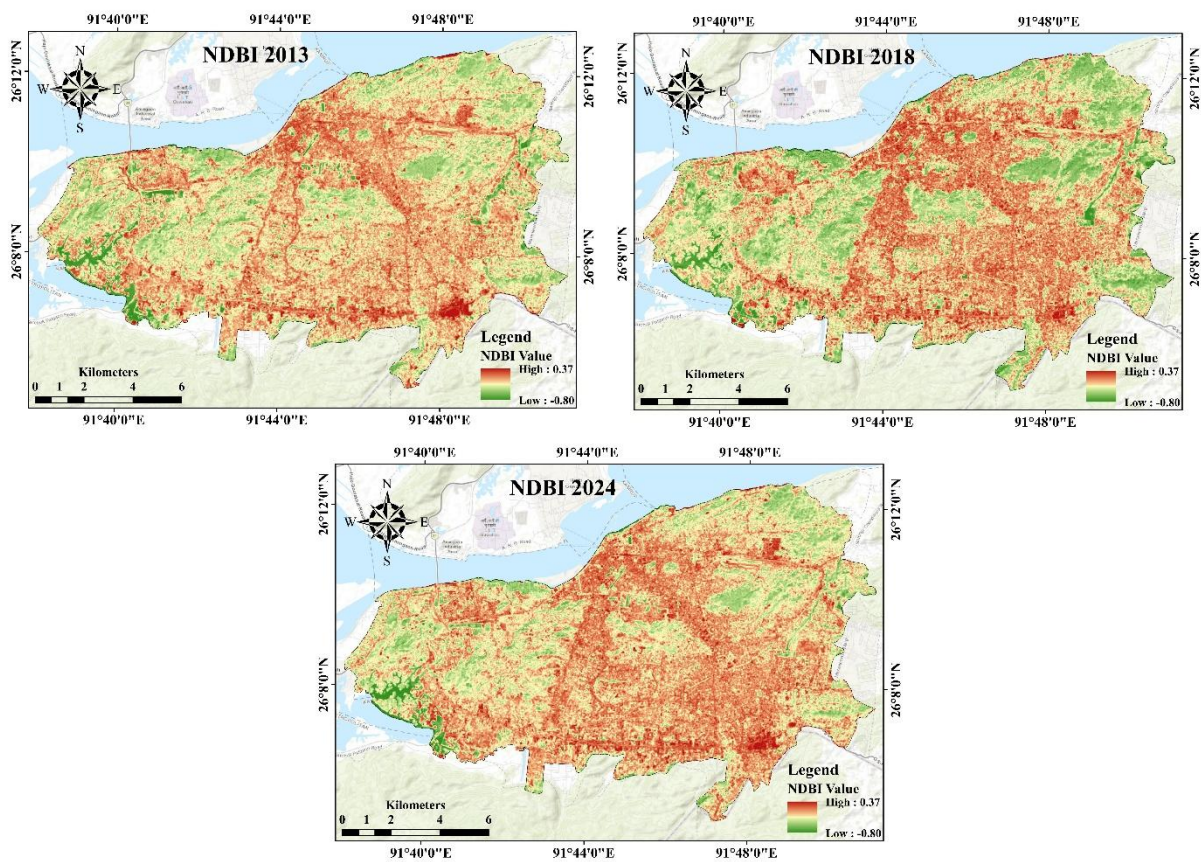 91°40'0"E 91°44'0"E 91°48'0"E
NDBI 2013
N
W E
S
26°12'0"N
26°8'0"N
26°12'0"N
26°8'0"N
Legend
NDBI Value
High : 0.37
Low : -0.80
Kilometers
0 1 2 4 6
91°40'0"E 91°44'0"E 91°48'0"E
91°40'0"E 91°44'0"E 91°48'0"E
NDBI 2018
N
W E
S
26°12'0"N
26°8'0"N
26°12'0"N
26°8'0"N
Legend
NDBI Value
High : 0.37
Low : -0.80
Kilometers
0 1 2 4 6
91°40'0"E 91°44'0"E 91°48'0"E
91°40'0"E 91°44'0"E 91°48'0"E
NDBI 2024
N
W E
S
26°12'0"N
26°8'0"N
26°12'0"N
26°8'0"N
Legend
NDBI Value
High : 0.37
Low : -0.80
Kilometers
0 1 2 4 6
91°40'0"E 91°44'0"E 91°48'0"E